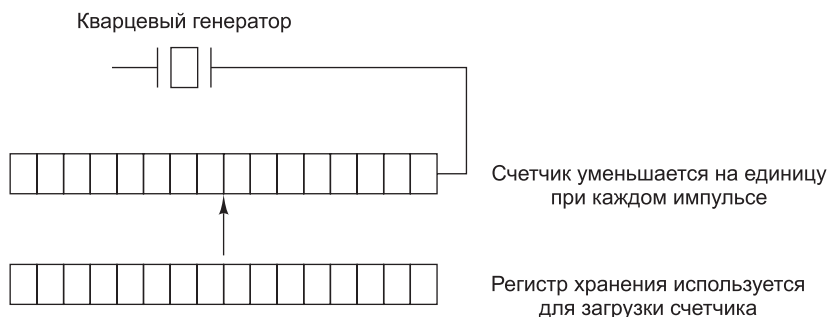 Кварцевый генератор
Счетчик уменьшается на единицу
при каждом импульсе
Регистр хранения используется
для загрузки счетчика